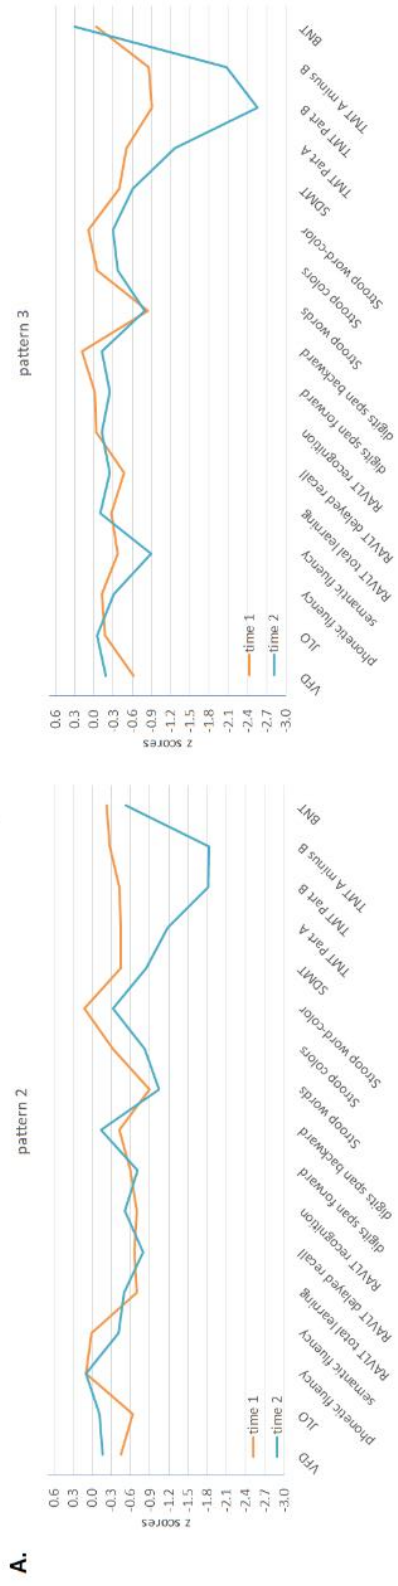 A.
pattern 2
0.6
0.3
0.0
-0.3
-0.6
-0.9
-1.2
-1.5
-1.8
-2.1
-2.4
-2.7
-3.0
z scores
time 1
time 2
VFD
JLO
phonetic fluency
semantic fluency
RAVLT total learning
RAVLT delayed recall
RAVLT recognition
digits span forward
digits span backward
Stroop words
Stroop colors
Stroop word-color
SDMT
TMT Part A
TMT Part B
TMT A minus B
BNT
pattern 3
0.6
0.3
0.0
-0.3
-0.6
-0.9
-1.2
-1.5
-1.8
-2.1
-2.4
-2.7
-3.0
z scores
time 1
time 2
VFD
JLO
phonetic fluency
semantic fluency
RAVLT total learning
RAVLT delayed recall
RAVLT recognition
digits span forward
digits span backward
Stroop words
Stroop colors
Stroop word-color
SDMT
TMT Part A
TMT Part B
TMT A minus B
BNT